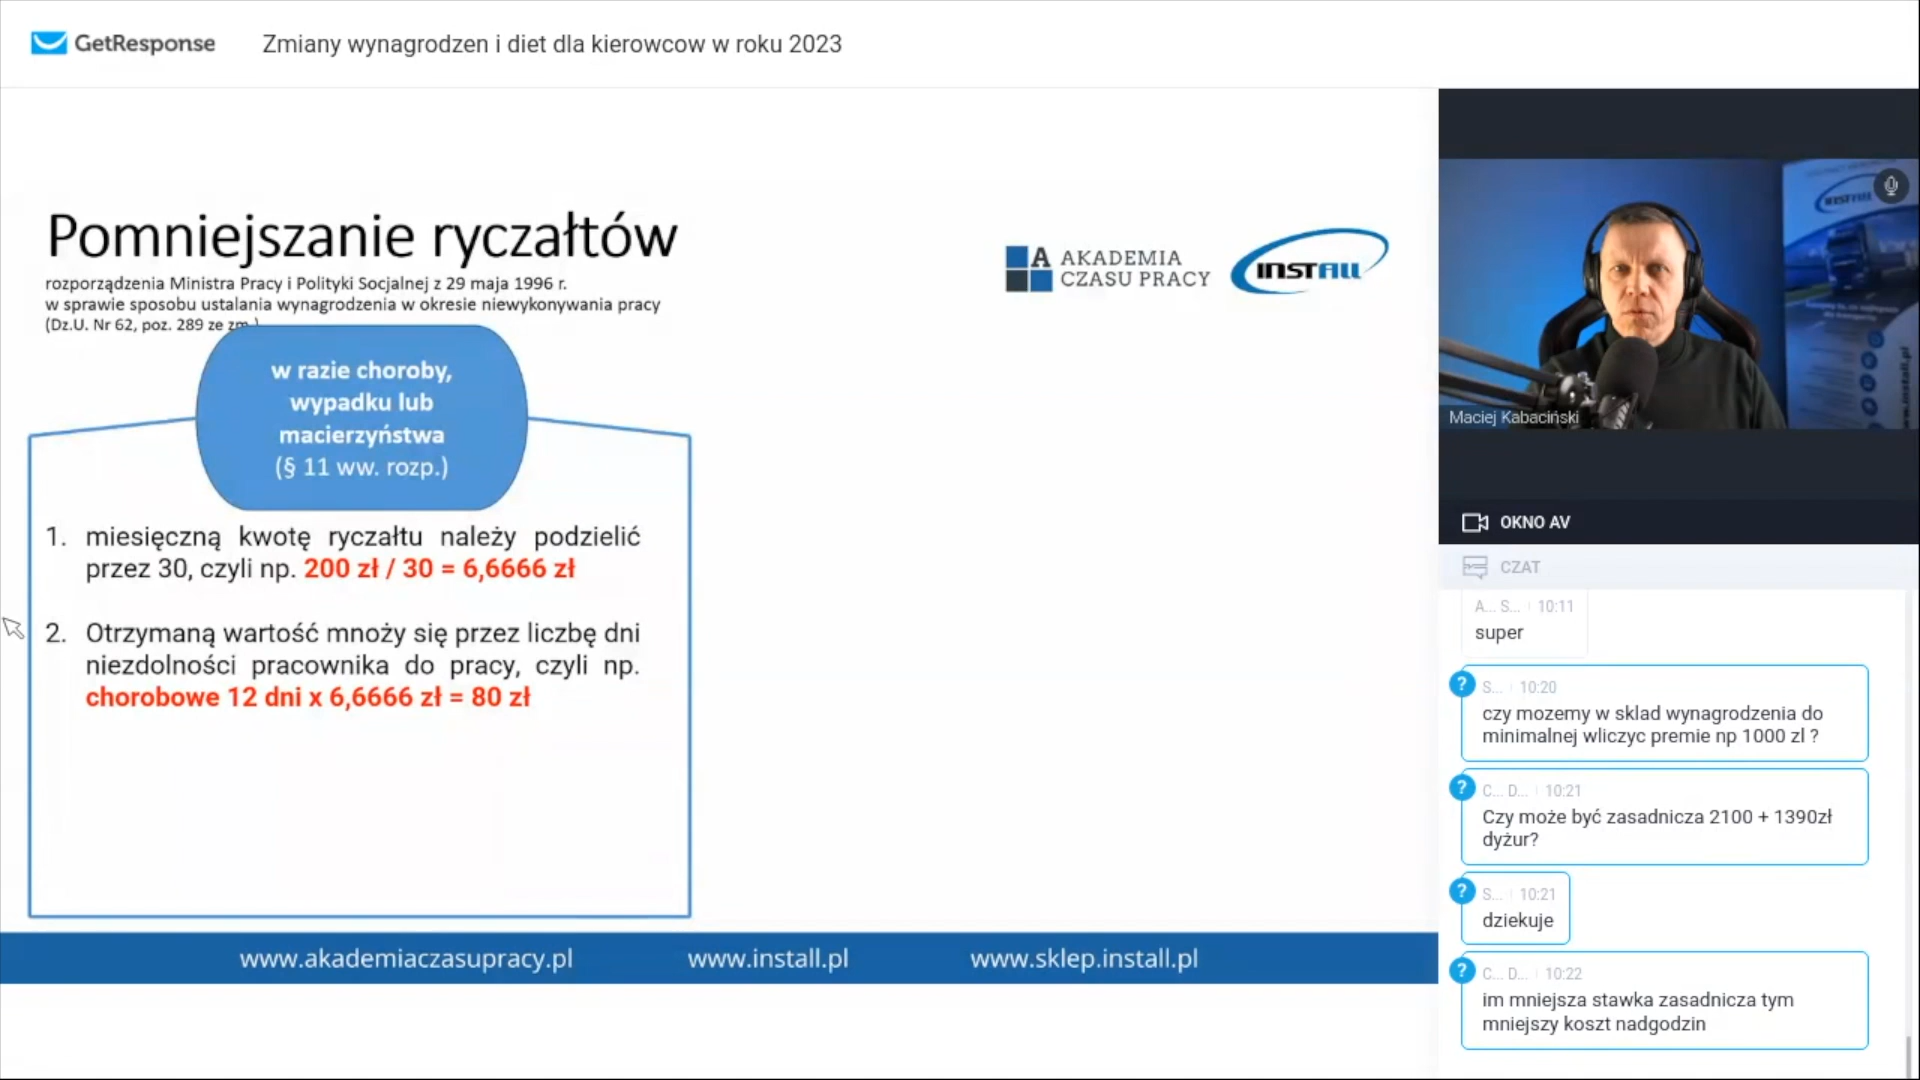 GetResponse
Zmiany wynagrodzen i diet dla kierowcow w roku 2023
Pomniejszanie ryczałtów
rozporządzenia Ministra Pracy i Polityki Socjalnej z 29 maja 1996 r.
w sprawie sposobu ustalania wynagrodzenia w okresie niewykonywania pracy
(Dz.U. Nr 62, poz. 289 ze zm.)
A AKADEMIA
CZASU PRACY
INSTALL
w razie choroby,
wypadku lub
macierzyństwa
(§ 11 ww. rozp.)
1. miesięczną kwotę ryczałtu należy podzielić
przez 30, czyli np. 200 zł / 30 = 6,6666 zł
2. Otrzymaną wartość mnoży się przez liczbę dni
niezdolności pracownika do pracy, czyli np.
chorobowe 12 dni x 6,6666 zł = 80 zł
www.akademiaczasupracy.pl www.install.pl www.sklep.install.pl
INSTALL
www.install.pl
Maciej Kabaciński
OKNO AV
CZAT
A... S... 10:11
super
? S... 10:20
czy mozemy w sklad wynagrodzenia do
minimalnej wliczyc premie np 1000 zl ?
? C... D... 10:21
Czy może być zasadnicza 2100 + 1390zł
dyżur?
? S... 10:21
dziekuje
? C... D... 10:22
im mniejsza stawka zasadnicza tym
mniejszy koszt nadgodzin